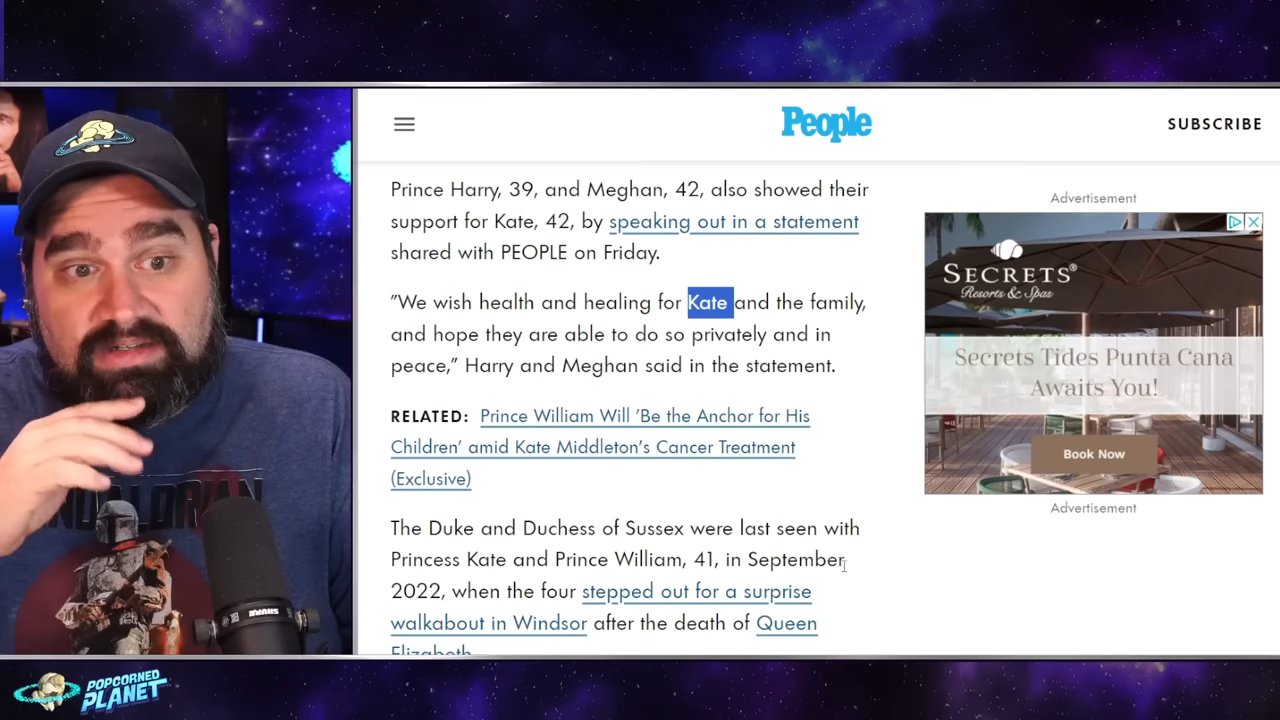 People
SUBSCRIBE
Prince Harry, 39, and Meghan, 42, also showed their
support for Kate, 42, by speaking out in a statement
shared with PEOPLE on Friday.
”We wish health and healing for Kate and the family,
and hope they are able to do so privately and in
peace,” Harry and Meghan said in the statement.
RELATED: Prince William Will ’Be the Anchor for His
Children’ amid Kate Middleton’s Cancer Treatment
(Exclusive)
The Duke and Duchess of Sussex were last seen with
Princess Kate and Prince William, 41, in September
2022, when the four stepped out for a surprise
walkabout in Windsor after the death of Queen
Elizabeth
Advertisement
SECRETS®
Resorts & Spas
Secrets Tides Punta Cana
Awaits You!
Book Now
Advertisement
SHURE
POPCORNED
PLANET